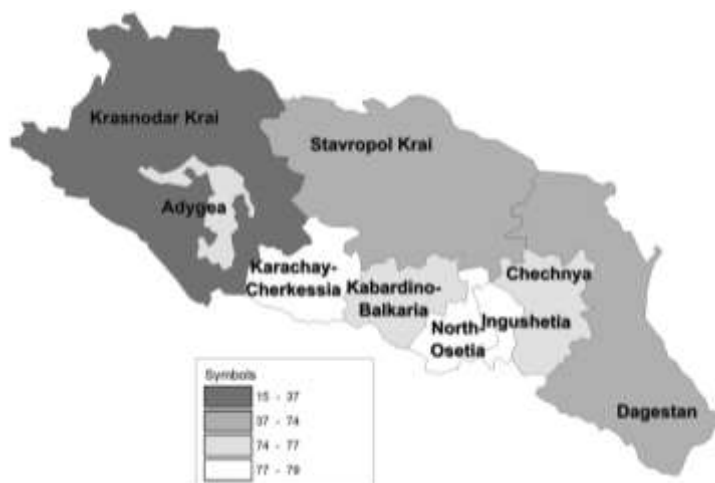 Krasnodar Krai
Stavropol Krai
Adygea
Karachay-
Cherkessia
Kabardino-
Balkaria
Chechnya
North-
Osetia
Ingushetia
Dagestan
Symbols
15 - 37
37 - 74
74 - 77
77 - 79